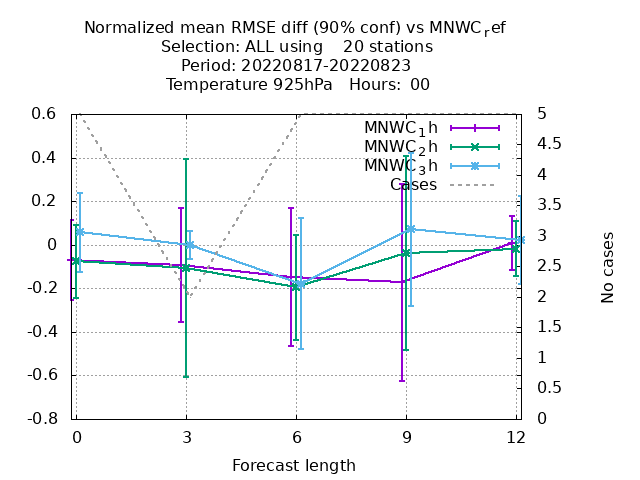 Normalized mean RMSE diff (90% conf) vs MNWC_ref
Selection: ALL using 20 stations
Period: 20220817-20220823
Temperature 925hPa Hours: 00
0.6
0.4
0.2
0
-0.2
-0.4
-0.6
-0.8
MNWC_1h
MNWC_2h
MNWC_3h
Cases
5
4.5
4
3.5
3
2.5
2
1.5
1
0.5
0
No cases
0 3 6 9 12
Forecast length